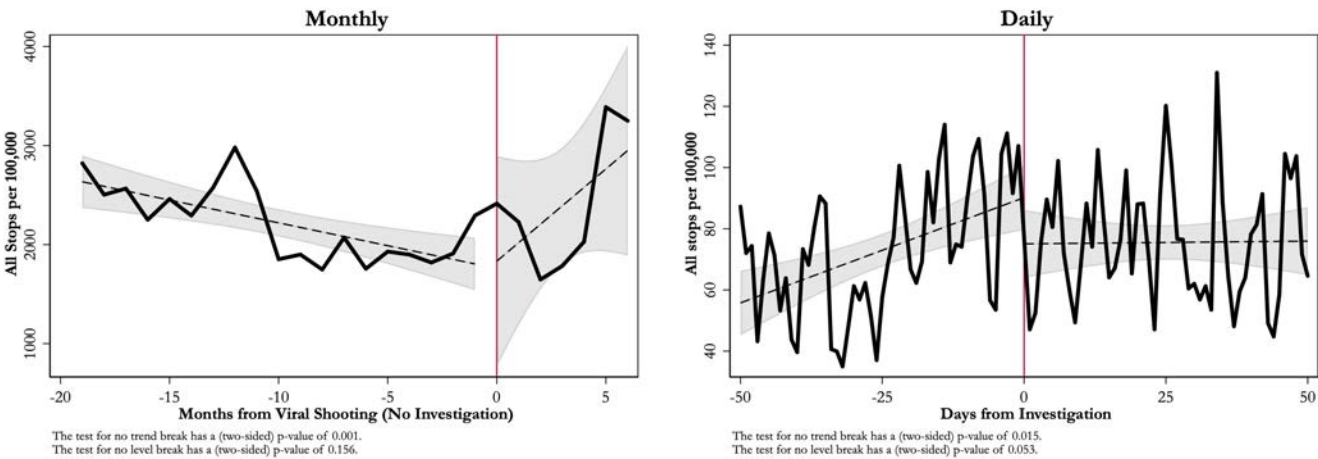 Monthly
All Stops per 100,000
4000
3000
2000
1000
-20
-15
-10
-5
0
5
Months from Viral Shooting (No Investigation)
The test for no trend break has a (two-sided) p-value of 0.001.
The test for no level break has a (two-sided) p-value of 0.156.
Daily
All stops per 100,000
140
120
100
80
60
40
-50
-25
0
25
50
Days from Investigation
The test for no trend break has a (two-sided) p-value of 0.015.
The test for no level break has a (two-sided) p-value of 0.053.